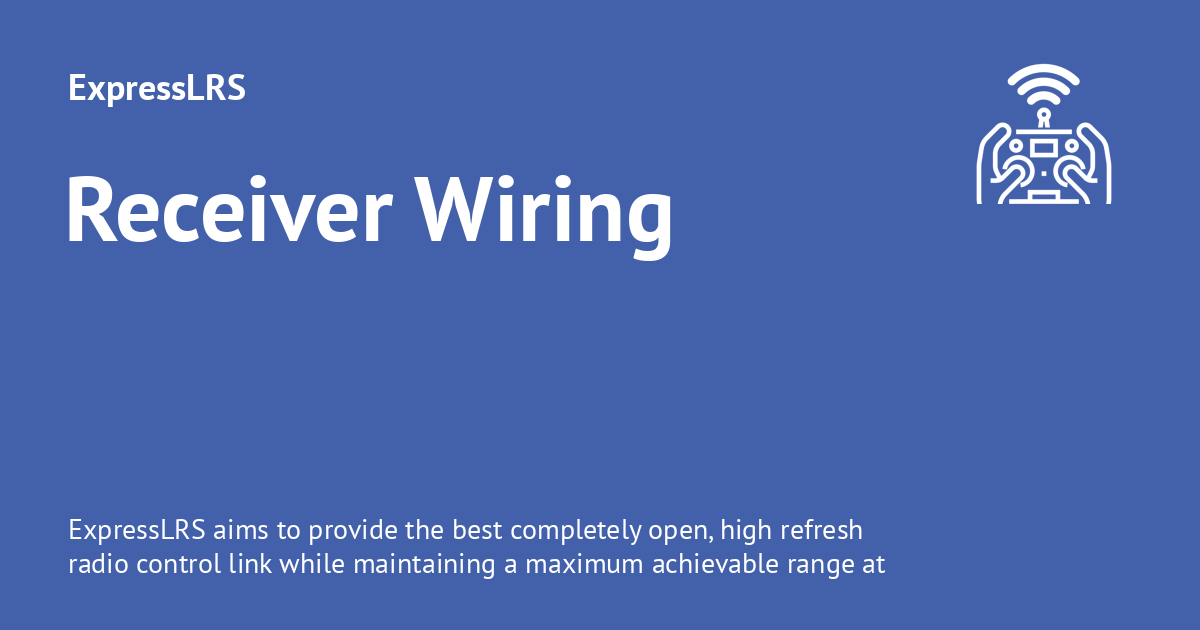 ExpressLRS
Receiver Wiring
ExpressLRS aims to provide the best completely open, high refresh
radio control link while maintaining a maximum achievable range at